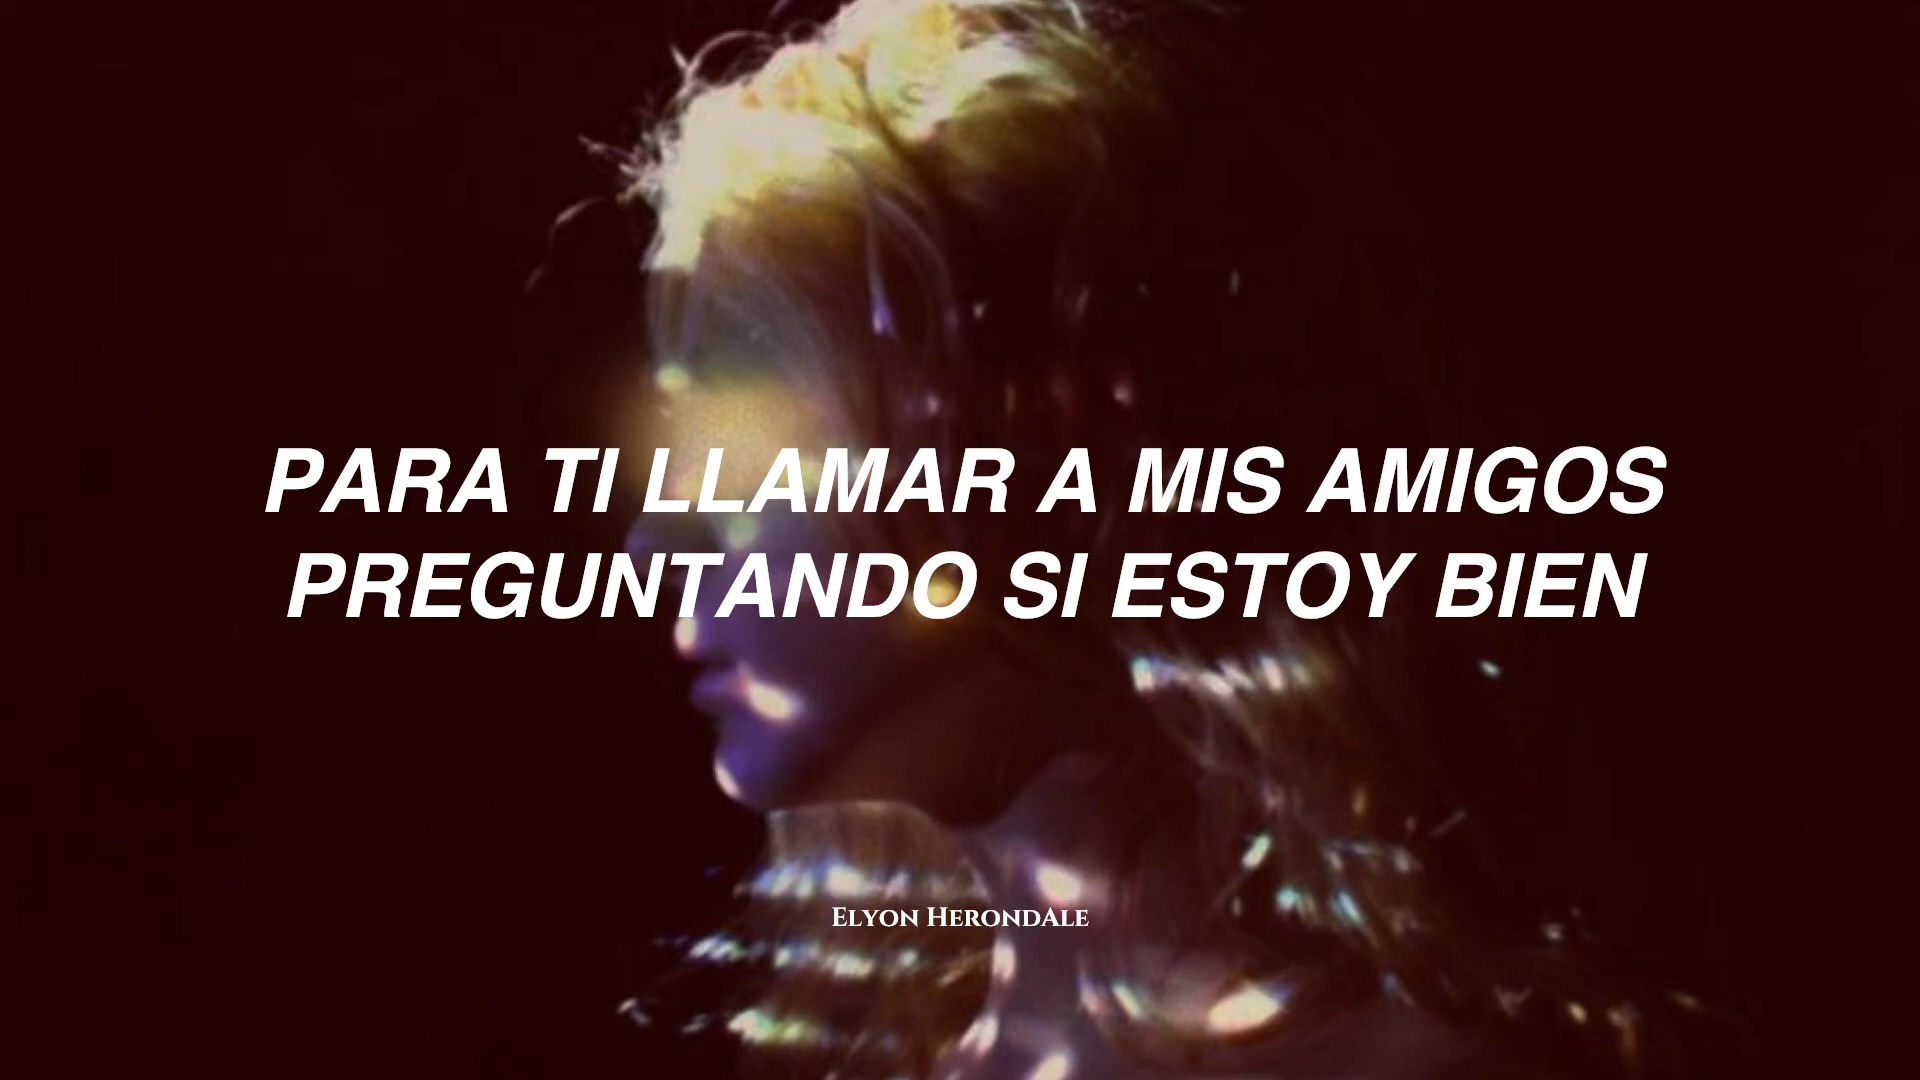 PARA TI LLAMAR A MIS AMIGOS
PREGUNTANDO SI ESTOY BIEN
ELYON HERONDALE